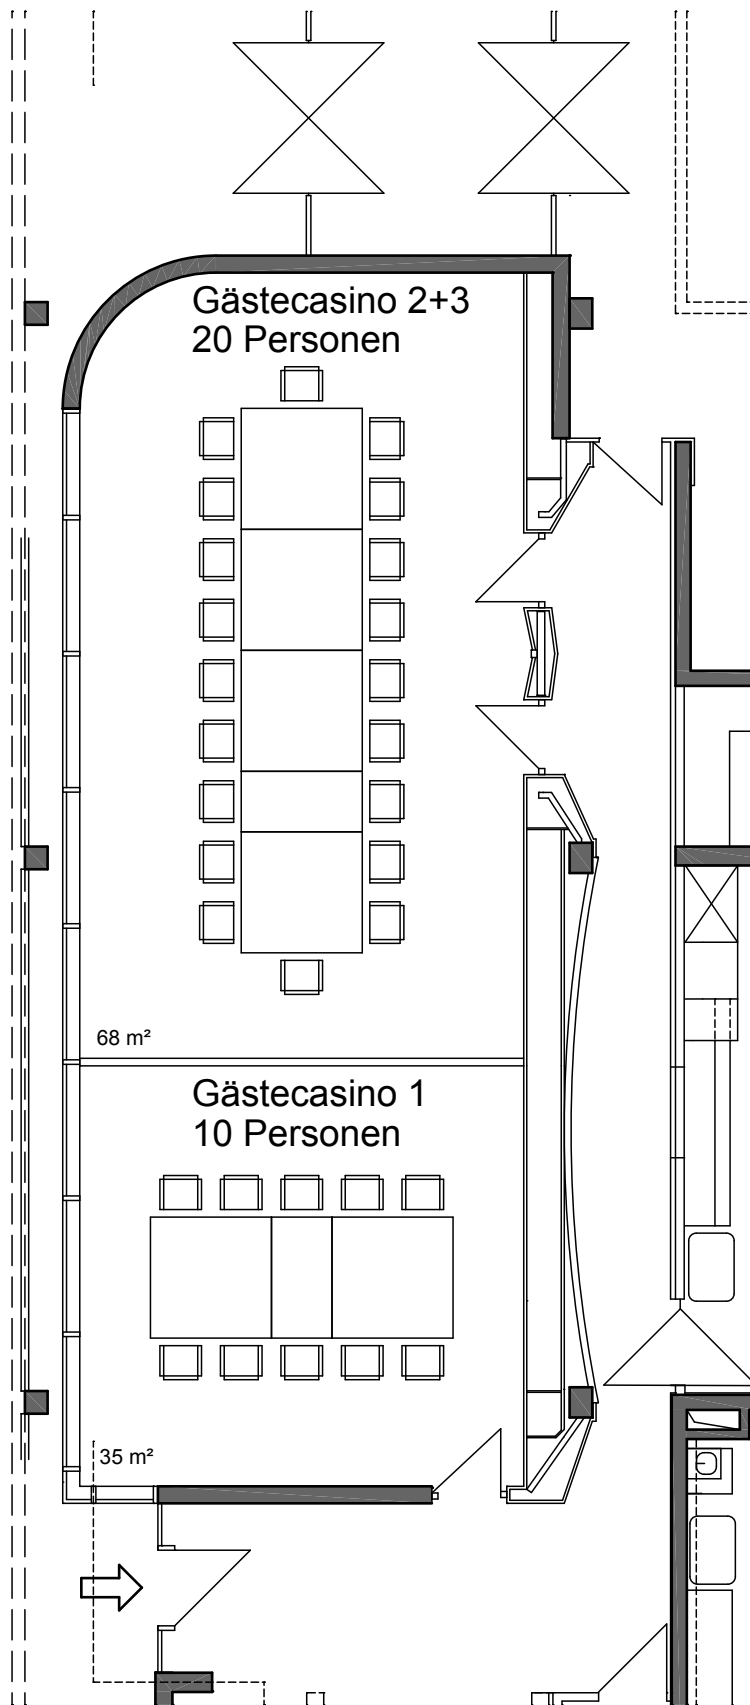 Gästecasino 2+3
20 Personen
68 m²
Gästecasino 1
10 Personen
35 m²